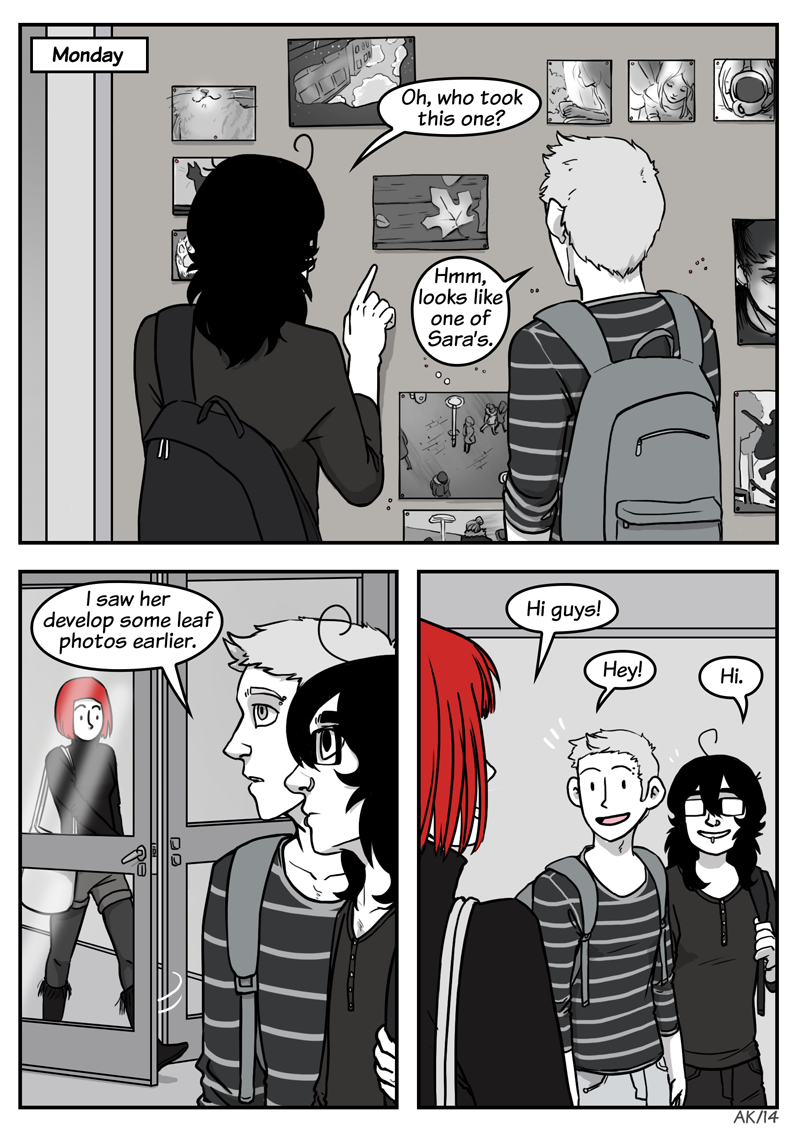 Monday
Oh, who took
this one?
Hmm,
looks like
one of
Sara's.
I saw her
develop some leaf
photos earlier.
Hi guys!
Hey!
Hi.
AK/14